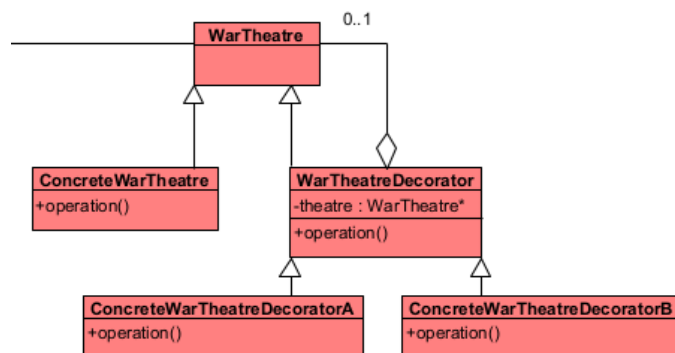 0..1
WarTheatre
ConcreteWarTheatre
+operation()
WarTheatreDecorator
-theatre : WarTheatre*
+operation()
ConcreteWarTheatreDecoratorA
+operation()
ConcreteWarTheatreDecoratorB
+operation()